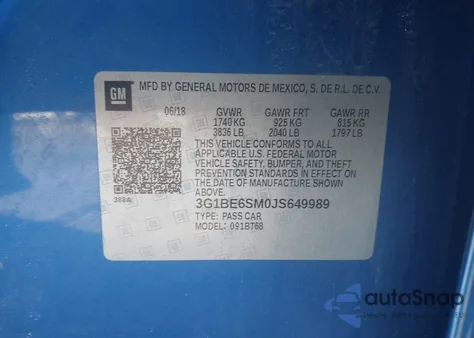 GM
MFD BY GENERAL MOTORS DE MEXICO, S. DE R.L. DE C.V.
06/18 GVWR GAWR FRT GAWR RR
1740 KG 925 KG 815 KG
3836 LB 2040 LB 1797 LB
THIS VEHICLE CONFORMS TO ALL
APPLICABLE U.S. FEDERAL MOTOR
VEHICLE SAFETY, BUMPER, AND THEFT
PREVENTION STANDARDS IN EFFECT ON
THE DATE OF MANUFACTURE SHOWN ABOVE.
388A
3G1BE6SM0JS649989
TYPE: PASS CAR
MODEL: 091BT68
autoSnap